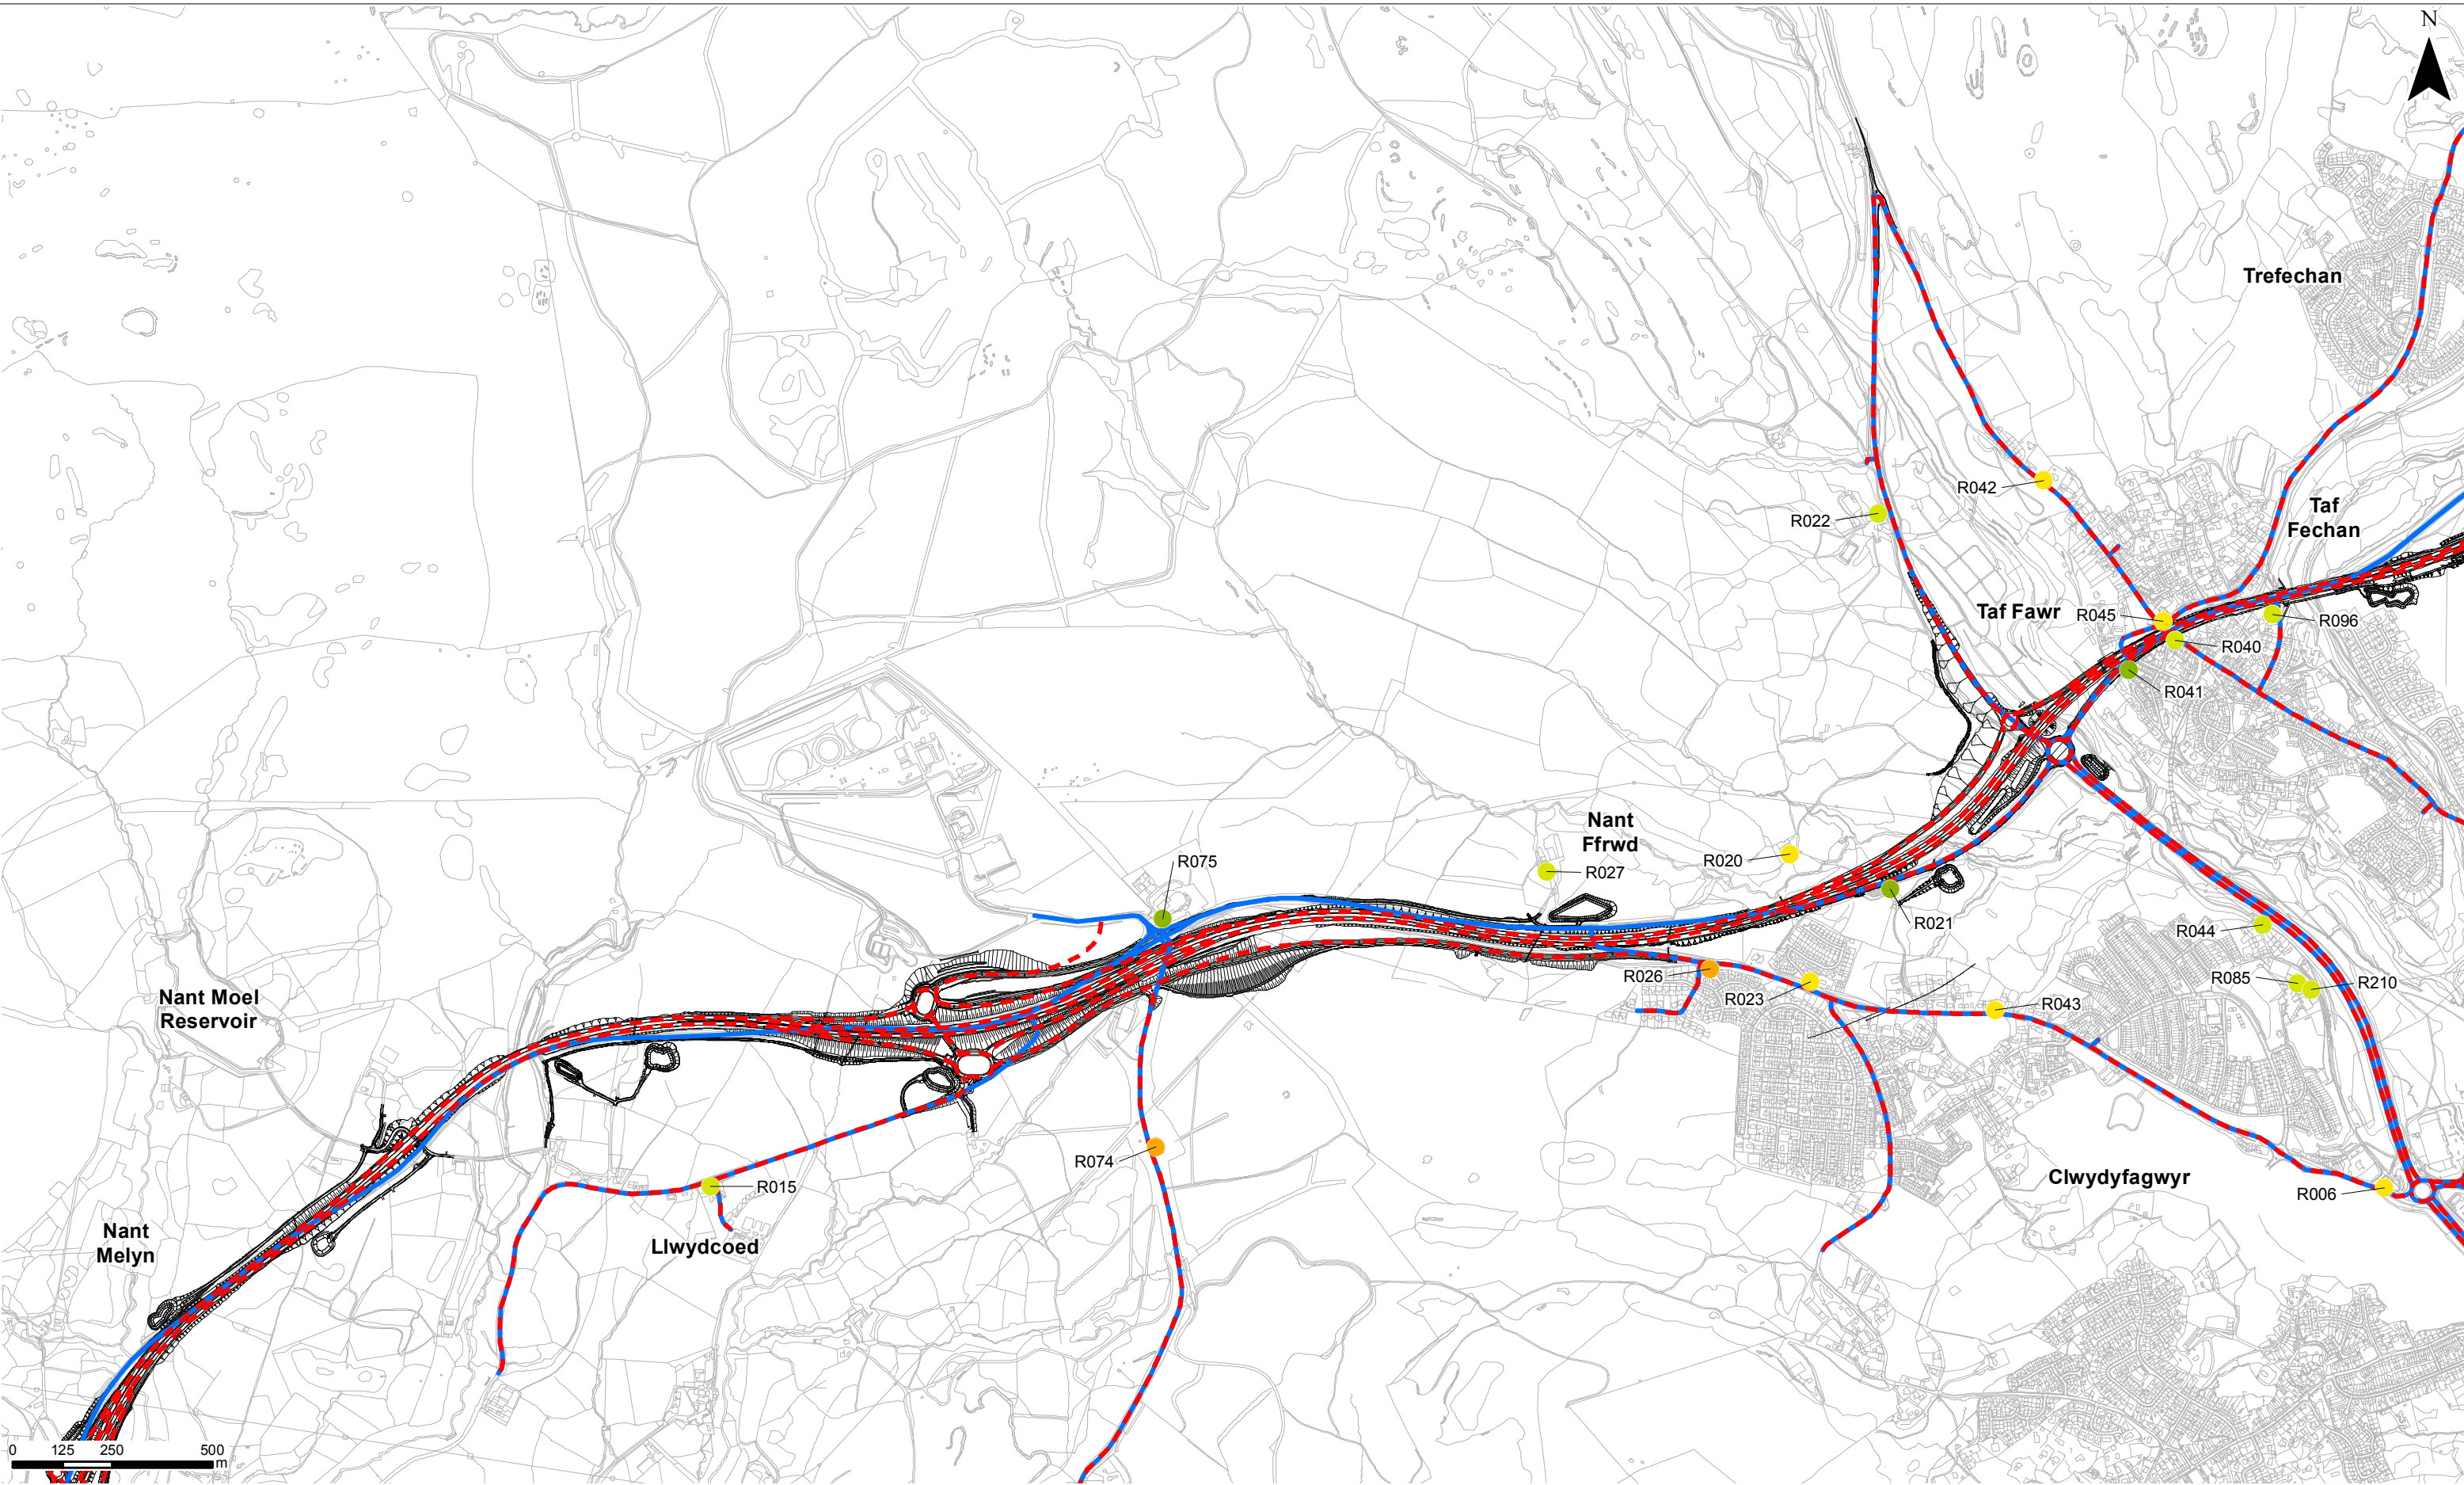 N
Trefechan
R042
Taf
Fechan
R022
Taf Fawr
R045
R096
R040
R041
Nant
Ffrwd
R075
R020
R027
R021
R044
R026
R085
R210
R023
R043
Nant Moel
Reservoir
R074
Clwydyfagwyr
R015
R006
Nant
Melyn
Llwydcoed
0 125 250 500
m